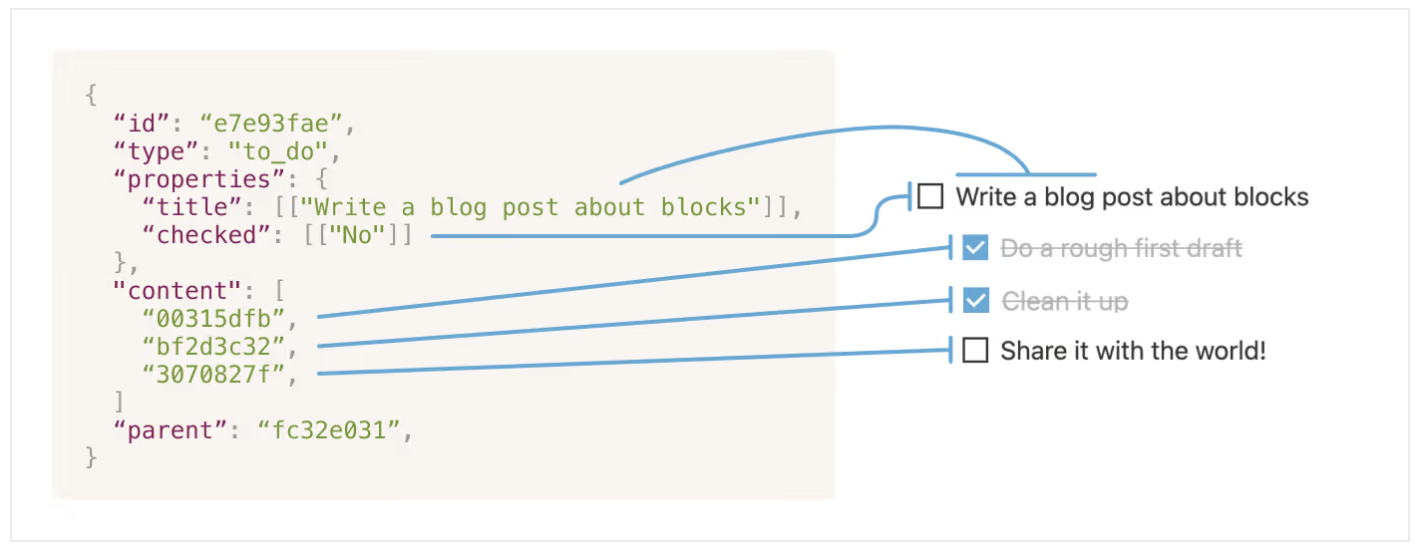 {
“id”: “e7e93fae”,
“type”: "to_do",
“properties”: {
“title”: [["Write a blog post about blocks"]],
“checked”: [["No"]]
},
"content": [
“00315dfb”,
“bf2d3c32”,
“3070827f”,
]
“parent”: “fc32e031”,
}
Write a blog post about blocks
Do a rough first draft
Clean it up
Share it with the world!